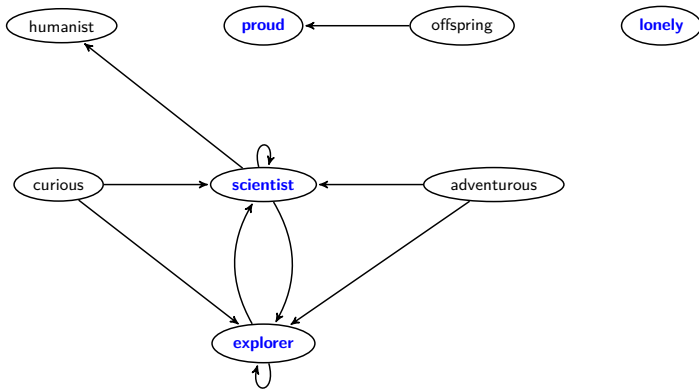 humanist
proud
offspring
lonely
curious
scientist
adventurous
explorer